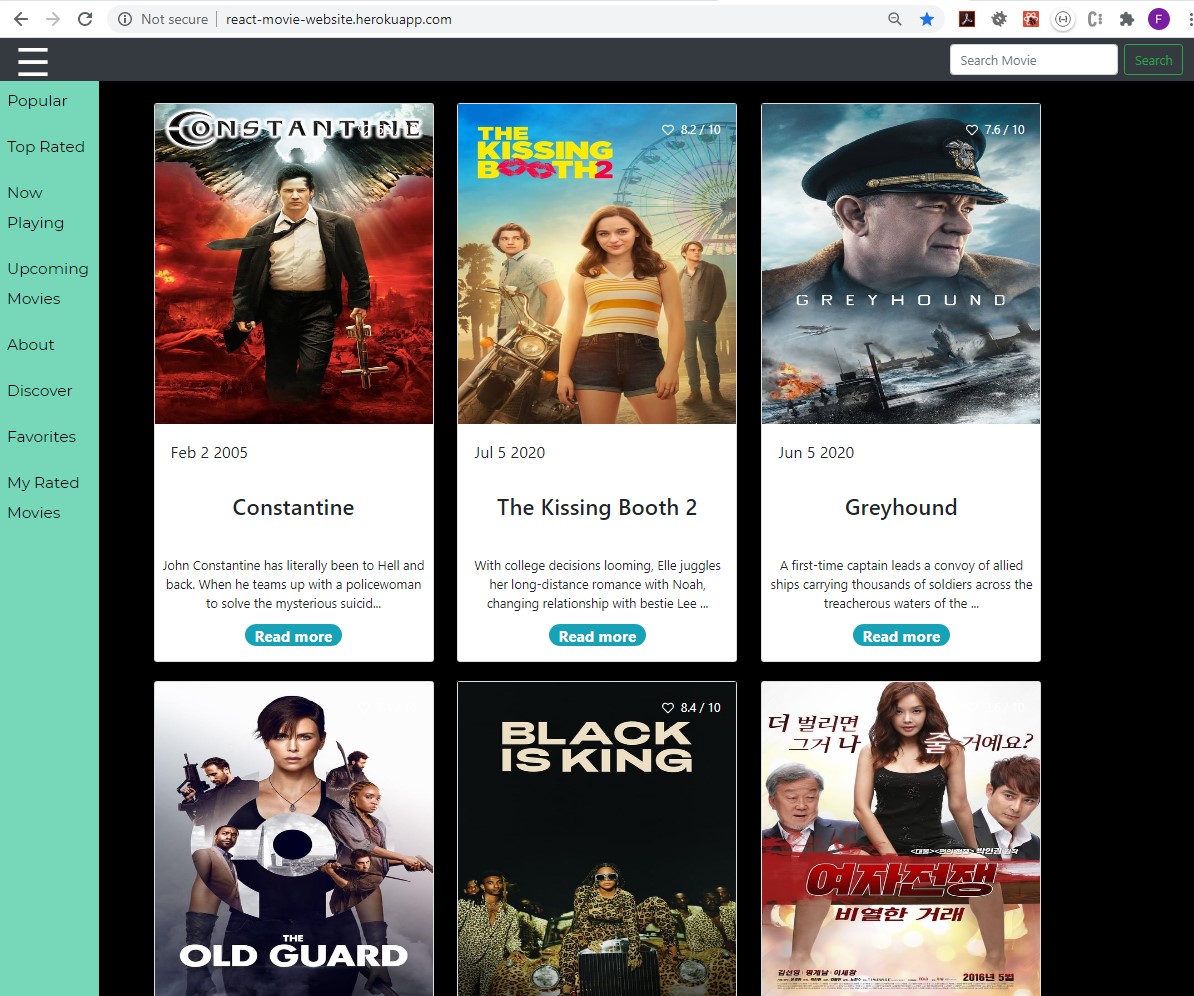 Not secure
react-movie-website.herokuapp.com
F
Search Movie
Search
Popular
Top Rated
Now
Playing
Upcoming
Movies
About
Discover
Favorites
My Rated
Movies
CONSTANTINE
THE
KISSING
BOOTH2
8.2 / 10
7.6 / 10
GREYHOUND
Feb 2 2005
Constantine
John Constantine has literally been to Hell and
back. When he teams up with a policewoman
to solve the mysterious suicid...
Read more
Jul 5 2020
The Kissing Booth 2
With college decisions looming, Elle juggles
her long-distance romance with Noah,
changing relationship with bestie Lee ...
Read more
Jun 5 2020
Greyhound
A first-time captain leads a convoy of allied
ships carrying thousands of soldiers across the
treacherous waters of the ...
Read more
THE
OLD GUARD
8.4 / 10
BLACK
IS KING
더 벌리면
그거 나
줄 거예요?
여자전쟁
비열한 거래
2016년 5월